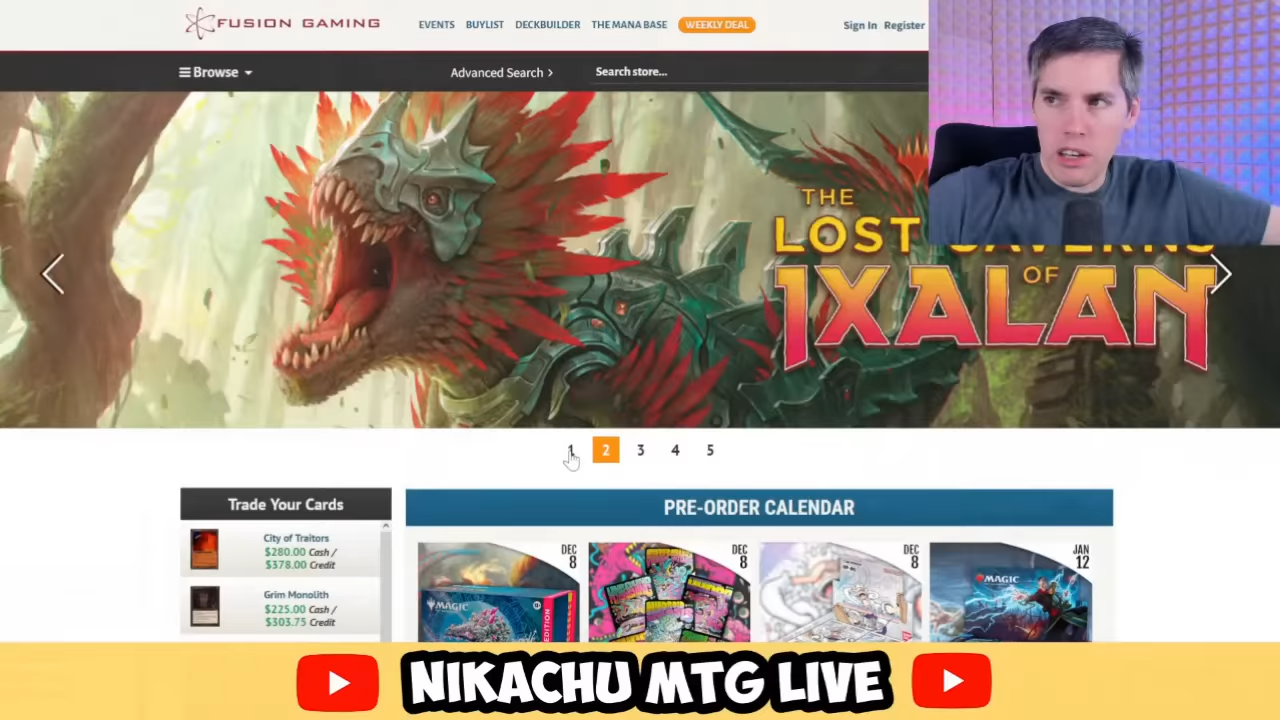 FUSION GAMING
EVENTS BUYLIST DECKBUILDER THE MANA BASE WEEKLY DEAL
Sign In Register
Browse
Advanced Search
Search store...
THE
LOST CAVERNS
OF
IXALAN
1 2 3 4 5
Trade Your Cards
City of Traitors
$280.00 Cash /
$378.00 Credit
Grim Monolith
$225.00 Cash /
$303.75 Credit
PRE-ORDER CALENDAR
DEC
8
MAGIC
EDITION
DEC
8
DEC
8
JAN
12
MAGIC
NIKACHU MTG LIVE